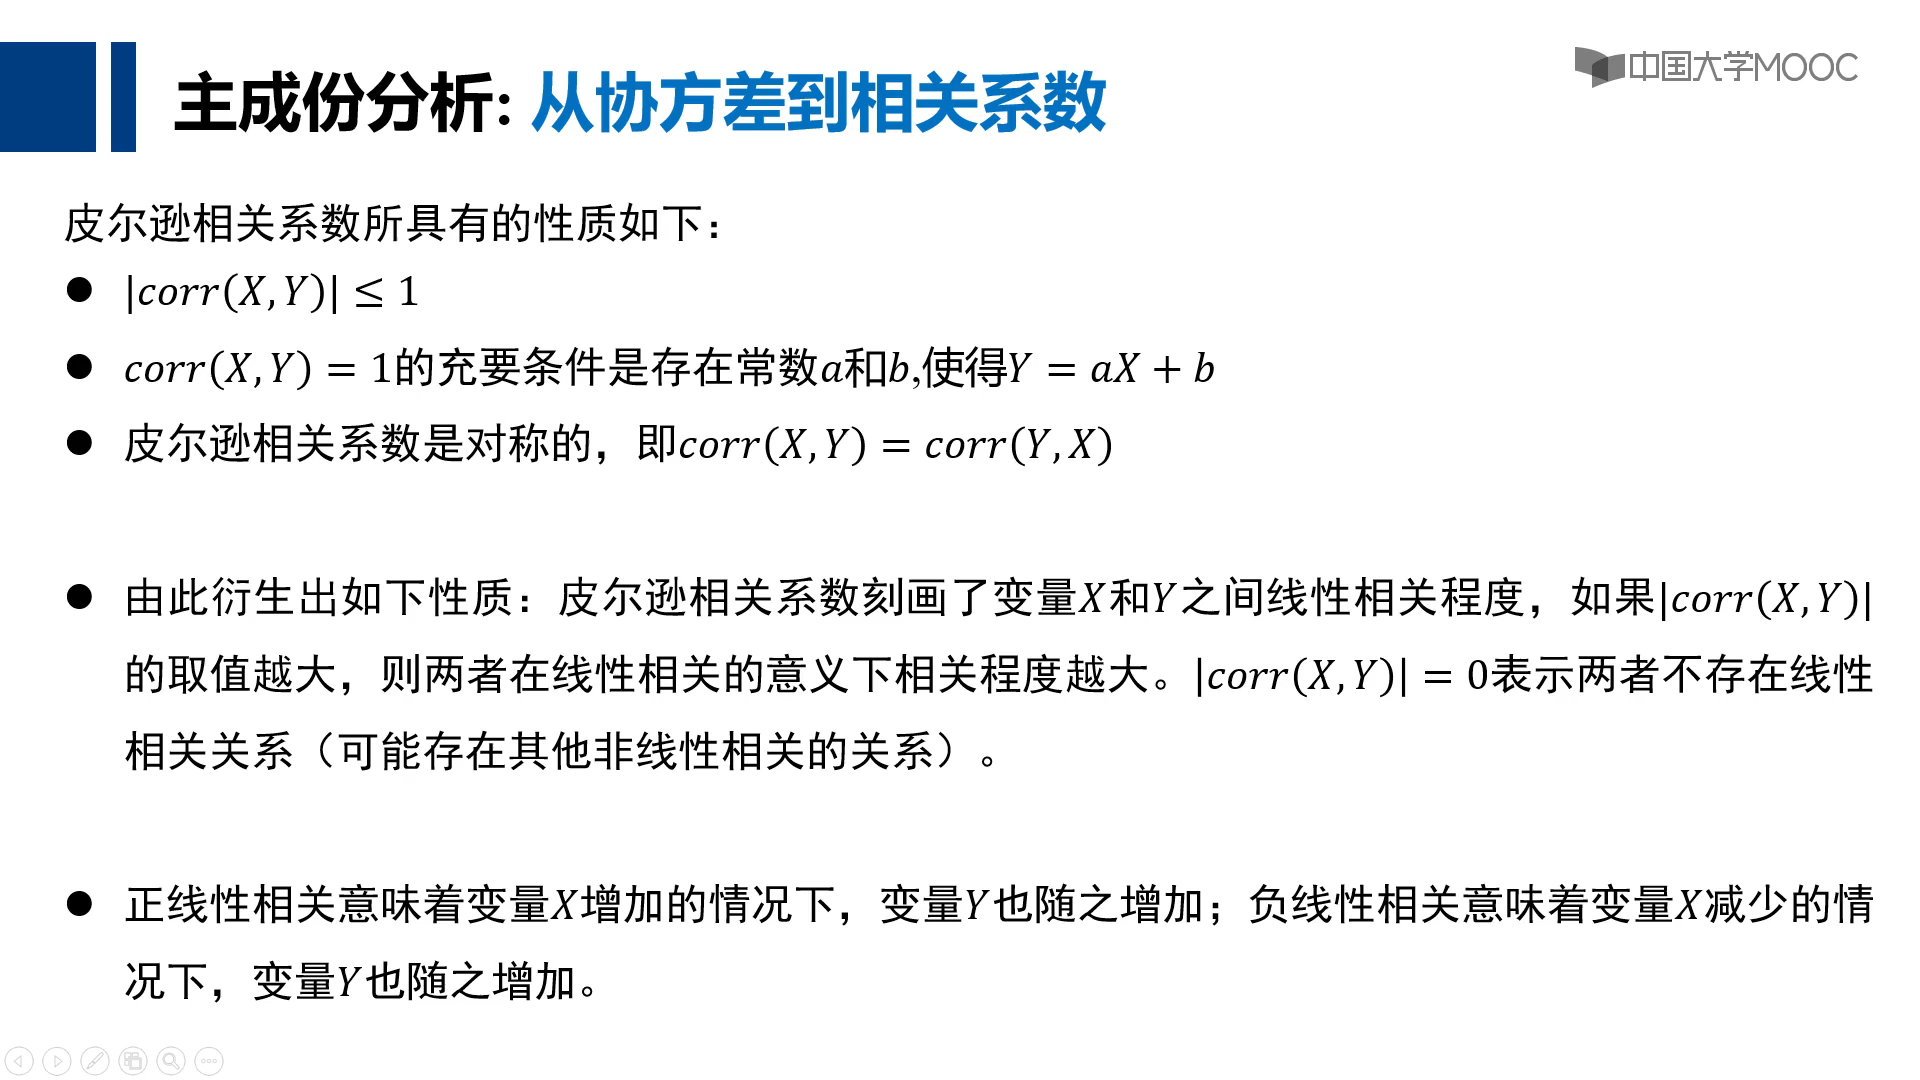 主成份分析: 从协方差到相关系数
中国大学MOOC
皮尔逊相关系数所具有的性质如下：
● |corr(X,Y)| ≤ 1
● corr(X,Y) = 1的充要条件是存在常数a和b,使得Y = aX + b
● 皮尔逊相关系数是对称的，即corr(X,Y) = corr(Y,X)
● 由此衍生出如下性质：皮尔逊相关系数刻画了变量X和Y之间线性相关程度，如果|corr(X,Y)|
的取值越大，则两者在线性相关的意义下相关程度越大。|corr(X,Y)| = 0表示两者不存在线性
相关关系（可能存在其他非线性相关的关系）。
● 正线性相关意味着变量X增加的情况下，变量Y也随之增加；负线性相关意味着变量X减少的情
况下，变量Y也随之增加。